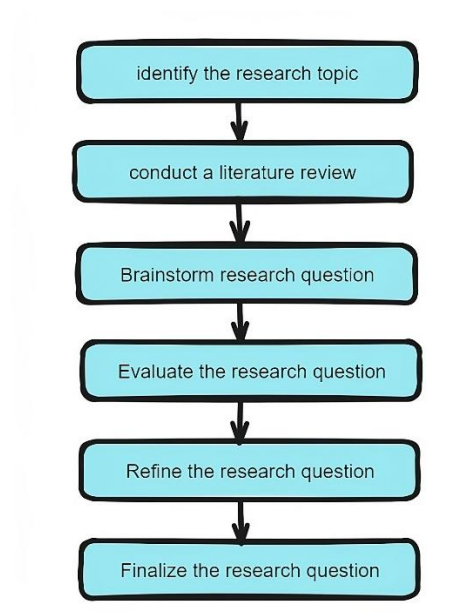 identify the research topic
conduct a literature review
Brainstorm research question
Evaluate the research question
Refine the research question
Finalize the research question